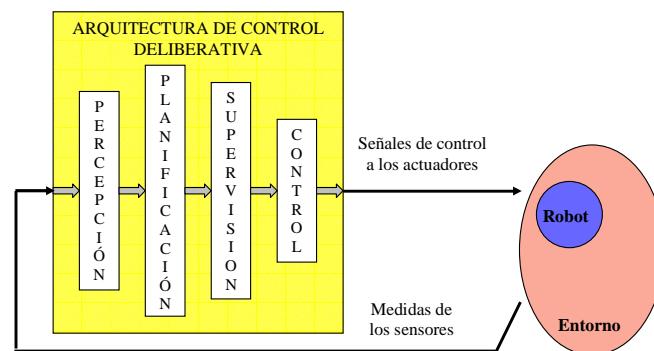 ARQUITECTURA DE CONTROL
DELIBERATIVA
PERCEPCIÓN
PLANIFICACIÓN
SUPERVISION
CONTROL
Señales de control
a los actuadores
Robot
Entorno
Medidas de
los sensores